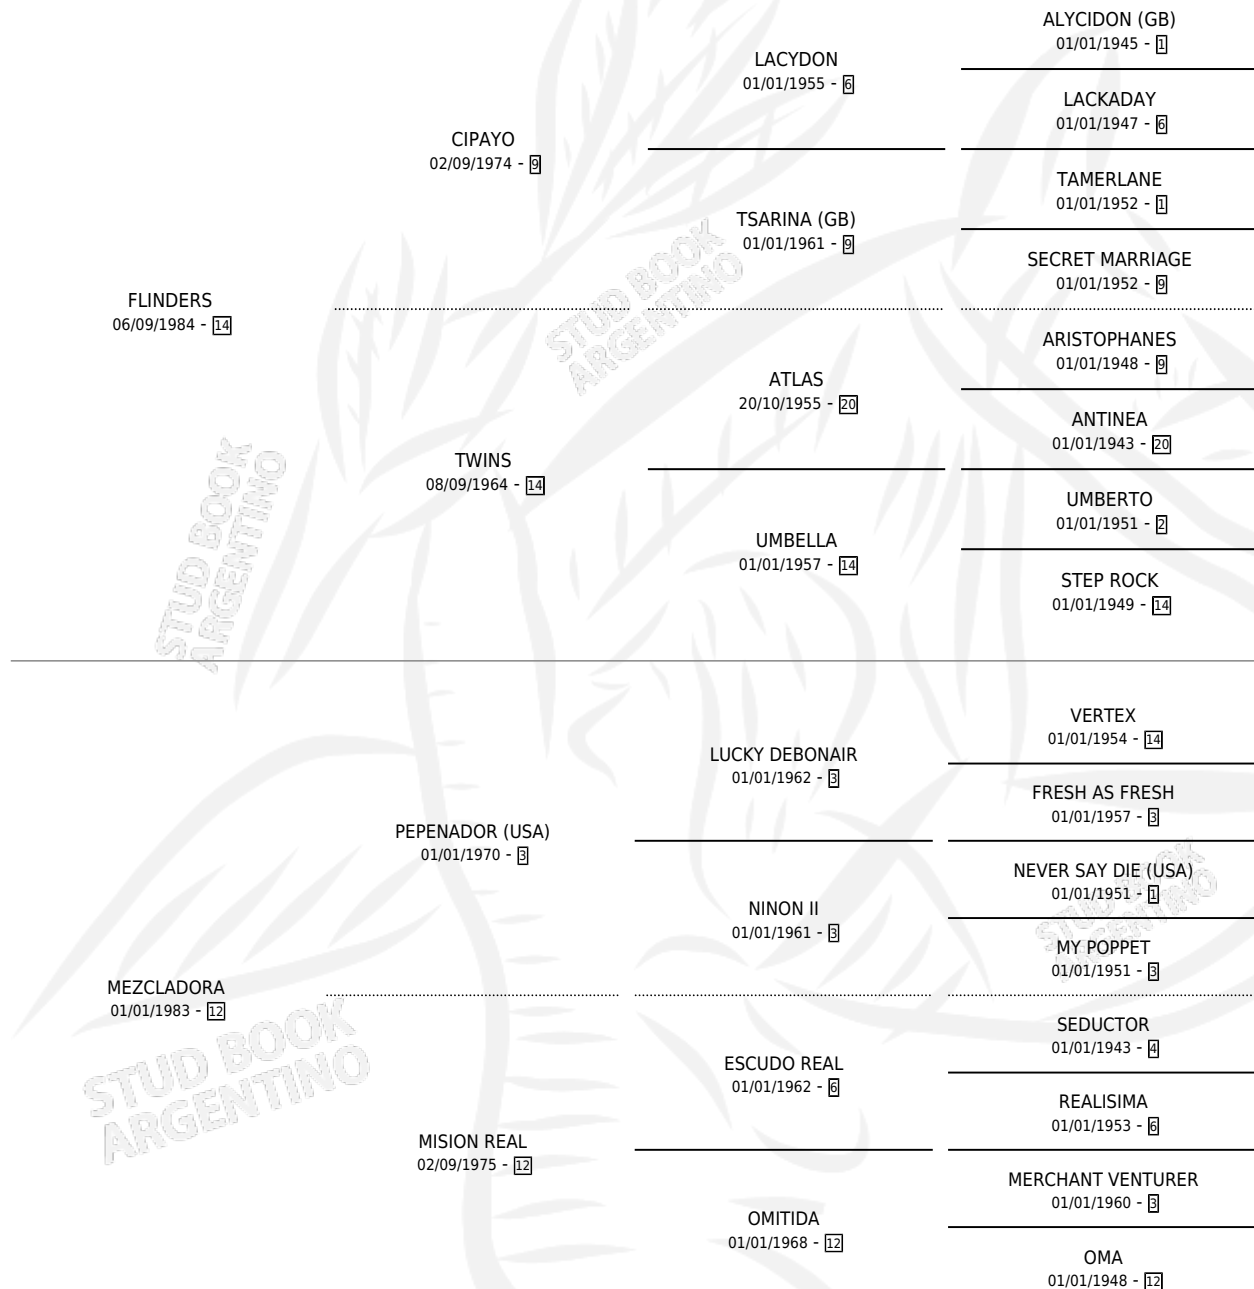 ALYCIDON (GB)
01/01/1945 - 1
LACYDON
01/01/1955 - 6
LACKADAY
01/01/1947 - 6
CIPAYO
02/09/1974 - 9
TAMERLANE
01/01/1952 - 1
TSARINA (GB)
01/01/1961 - 9
SECRET MARRIAGE
01/01/1952 - 9
FLINDERS
06/09/1984 - 14
STUD BOOK
ARGENTINO
ARISTOPHANES
01/01/1948 - 9
ATLAS
20/10/1955 - 20
ANTINEA
01/01/1943 - 20
TWINS
08/09/1964 - 14
UMBERTO
01/01/1951 - 2
UMBELLA
01/01/1957 - 14
STEP ROCK
01/01/1949 - 14
STUD BOOK
ARGENTINO
VERTEX
01/01/1954 - 14
LUCKY DEBONAIR
01/01/1962 - 3
FRESH AS FRESH
01/01/1957 - 3
PEPENADOR (USA)
01/01/1970 - 3
NEVER SAY DIE (USA)
01/01/1951 - 1
NINON II
01/01/1961 - 3
STUD BOOK
ARGENTINO
MY POPPET
01/01/1951 - 3
MEZCLADORA
01/01/1983 - 12
STUD BOOK
ARGENTINO
SEDUCTOR
01/01/1943 - 4
ESCUDO REAL
01/01/1962 - 6
REALISIMA
01/01/1953 - 6
MISION REAL
02/09/1975 - 12
MERCHANT VENTURER
01/01/1960 - 3
OMITIDA
01/01/1968 - 12
OMA
01/01/1948 - 12